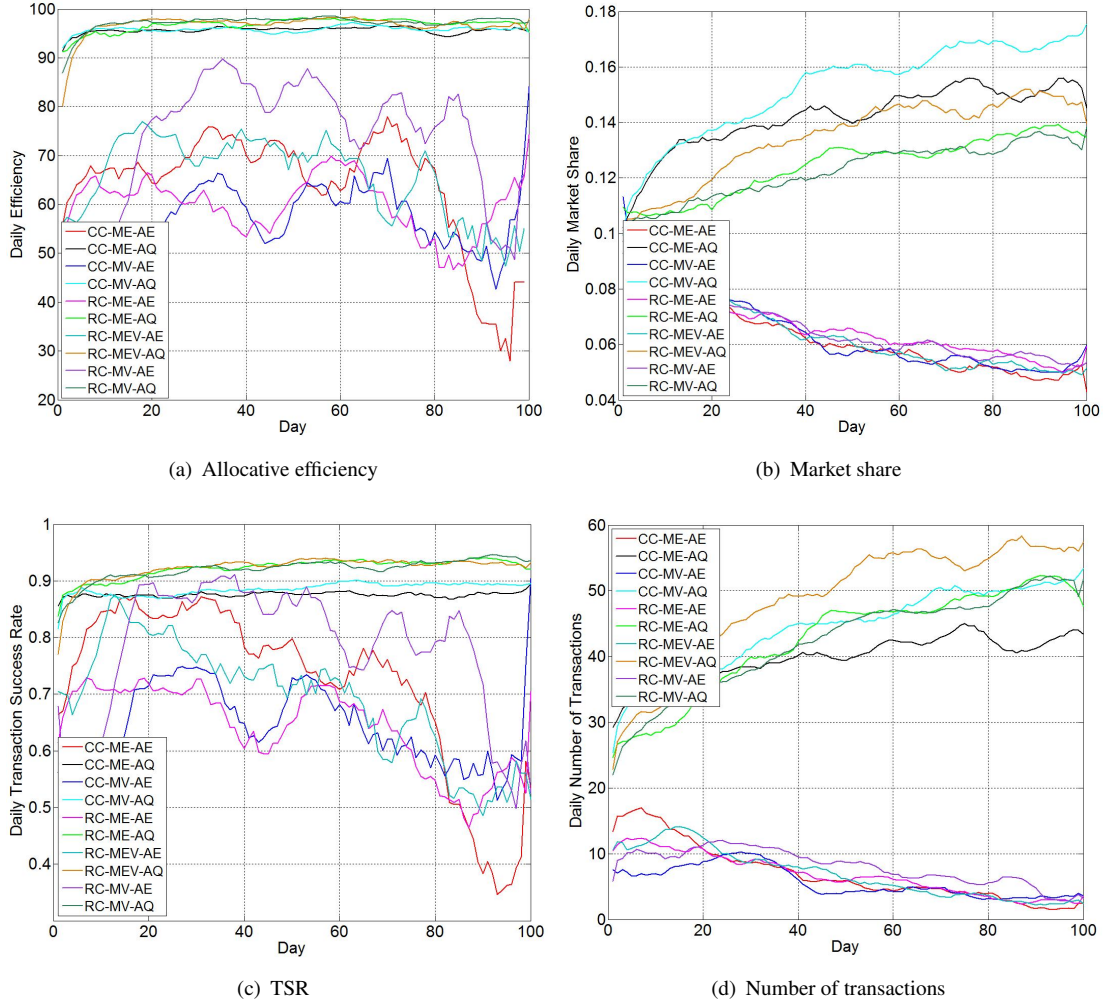 100
90
80
70
60
50
40
30
20
0
20
40
60
80
100
Daily Efficiency
Day
CC-ME-AE
CC-ME-AQ
CC-MV-AE
CC-MV-AQ
RC-ME-AE
RC-ME-AQ
RC-MEV-AE
RC-MEV-AQ
RC-MV-AE
RC-MV-AQ
(a) Allocative efficiency
0.18
0.16
0.14
0.12
0.1
0.08
0.06
0.04
0
20
40
60
80
100
Daily Market Share
Day
CC-ME-AE
CC-ME-AQ
CC-MV-AE
CC-MV-AQ
RC-ME-AE
RC-ME-AQ
RC-MEV-AE
RC-MEV-AQ
RC-MV-AE
RC-MV-AQ
(b) Market share
1
0.9
0.8
0.7
0.6
0.5
0.4
0
20
40
60
80
100
Daily Transaction Success Rate
Day
CC-ME-AE
CC-ME-AQ
CC-MV-AE
CC-MV-AQ
RC-ME-AE
RC-ME-AQ
RC-MEV-AE
RC-MEV-AQ
RC-MV-AE
RC-MV-AQ
(c) TSR
60
50
40
30
20
10
0
0
20
40
60
80
100
Daily Number of Transactions
Day
CC-ME-AE
CC-ME-AQ
CC-MV-AE
CC-MV-AQ
RC-ME-AE
RC-ME-AQ
RC-MEV-AE
RC-MEV-AQ
RC-MV-AE
RC-MV-AQ
(d) Number of transactions